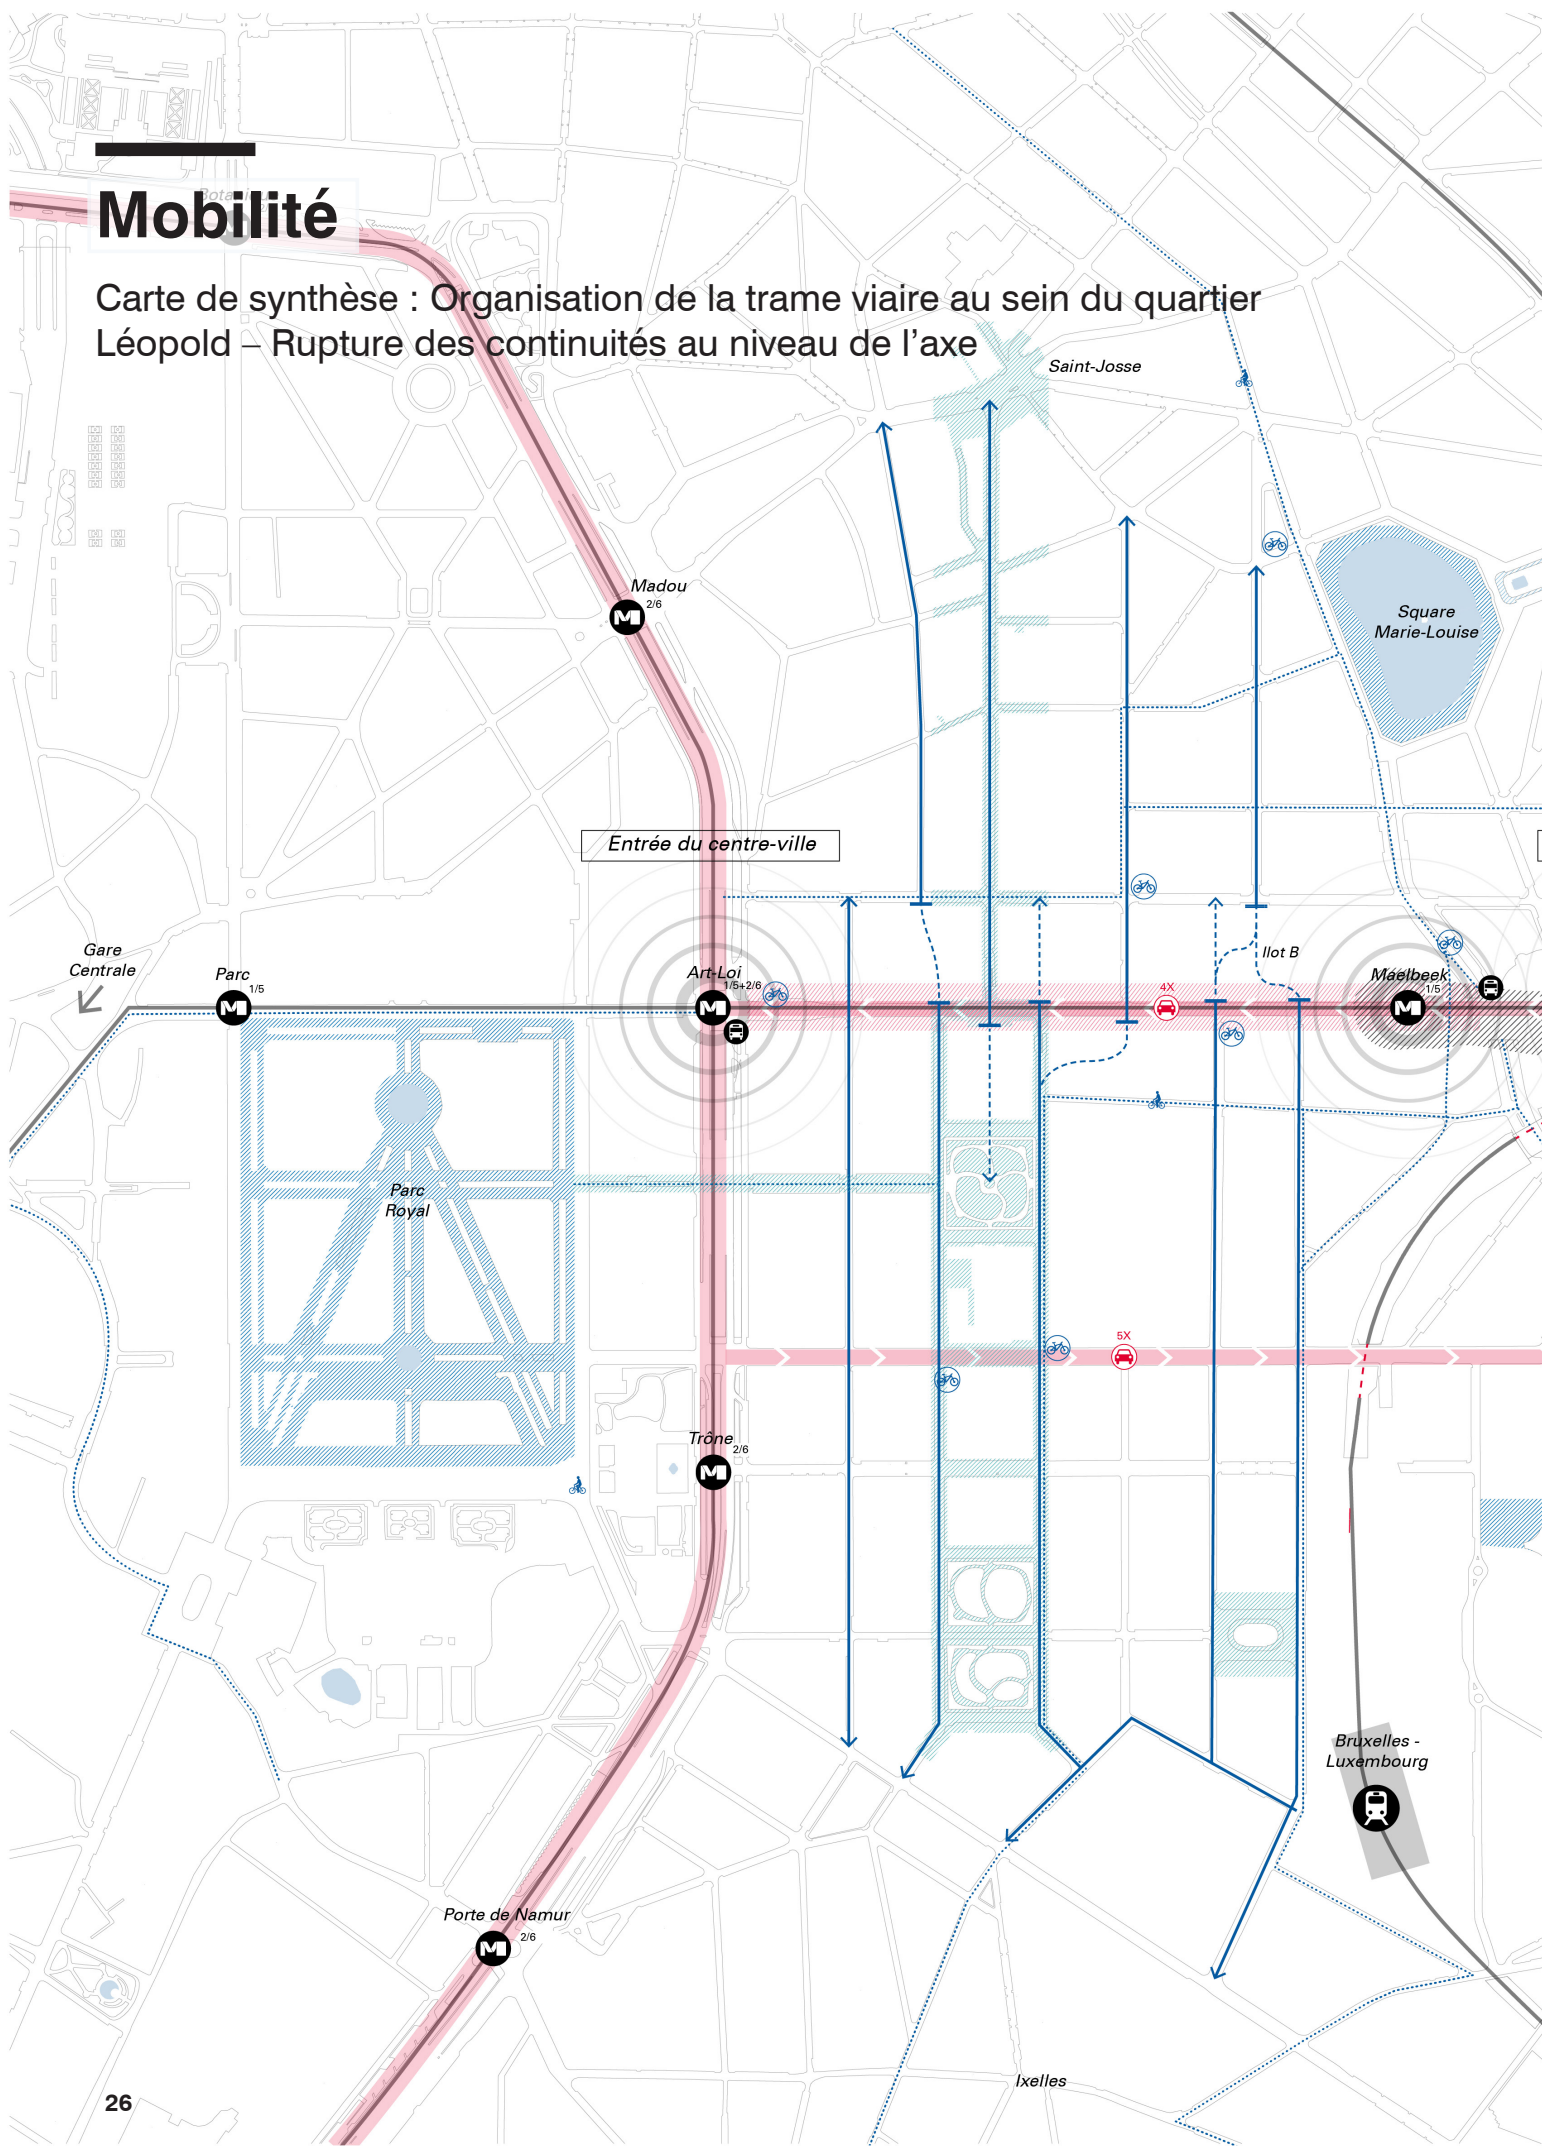 Botanique
Mobilité
Carte de synthèse : Organisation de la trame viaire au sein du quartier
Léopold – Rupture des continuités au niveau de l’axe
Saint-Josse
Madou
2/6
Square
Marie-Louise
Entrée du centre-ville
Gare
Centrale
Parc
1/5
Art-Loi
1/5+2/6
4X
Ilot B
Maelbeek
1/5
Parc
Royal
5X
Trône
2/6
Bruxelles -
Luxembourg
Porte de Namur
2/6
Ixelles
26